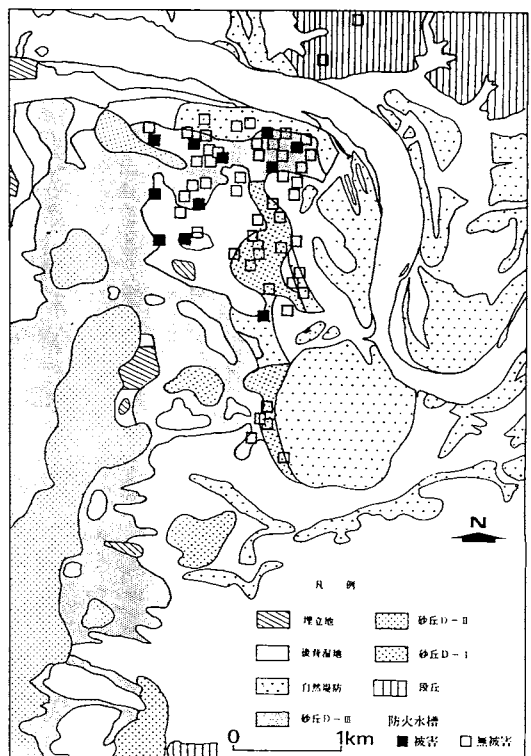 N
凡 例
埋立地 砂丘D-II
後背湿地 砂丘D-I
自然堤防 段丘
砂丘D-III 防火水槽
0 1km ■被害 □無被害